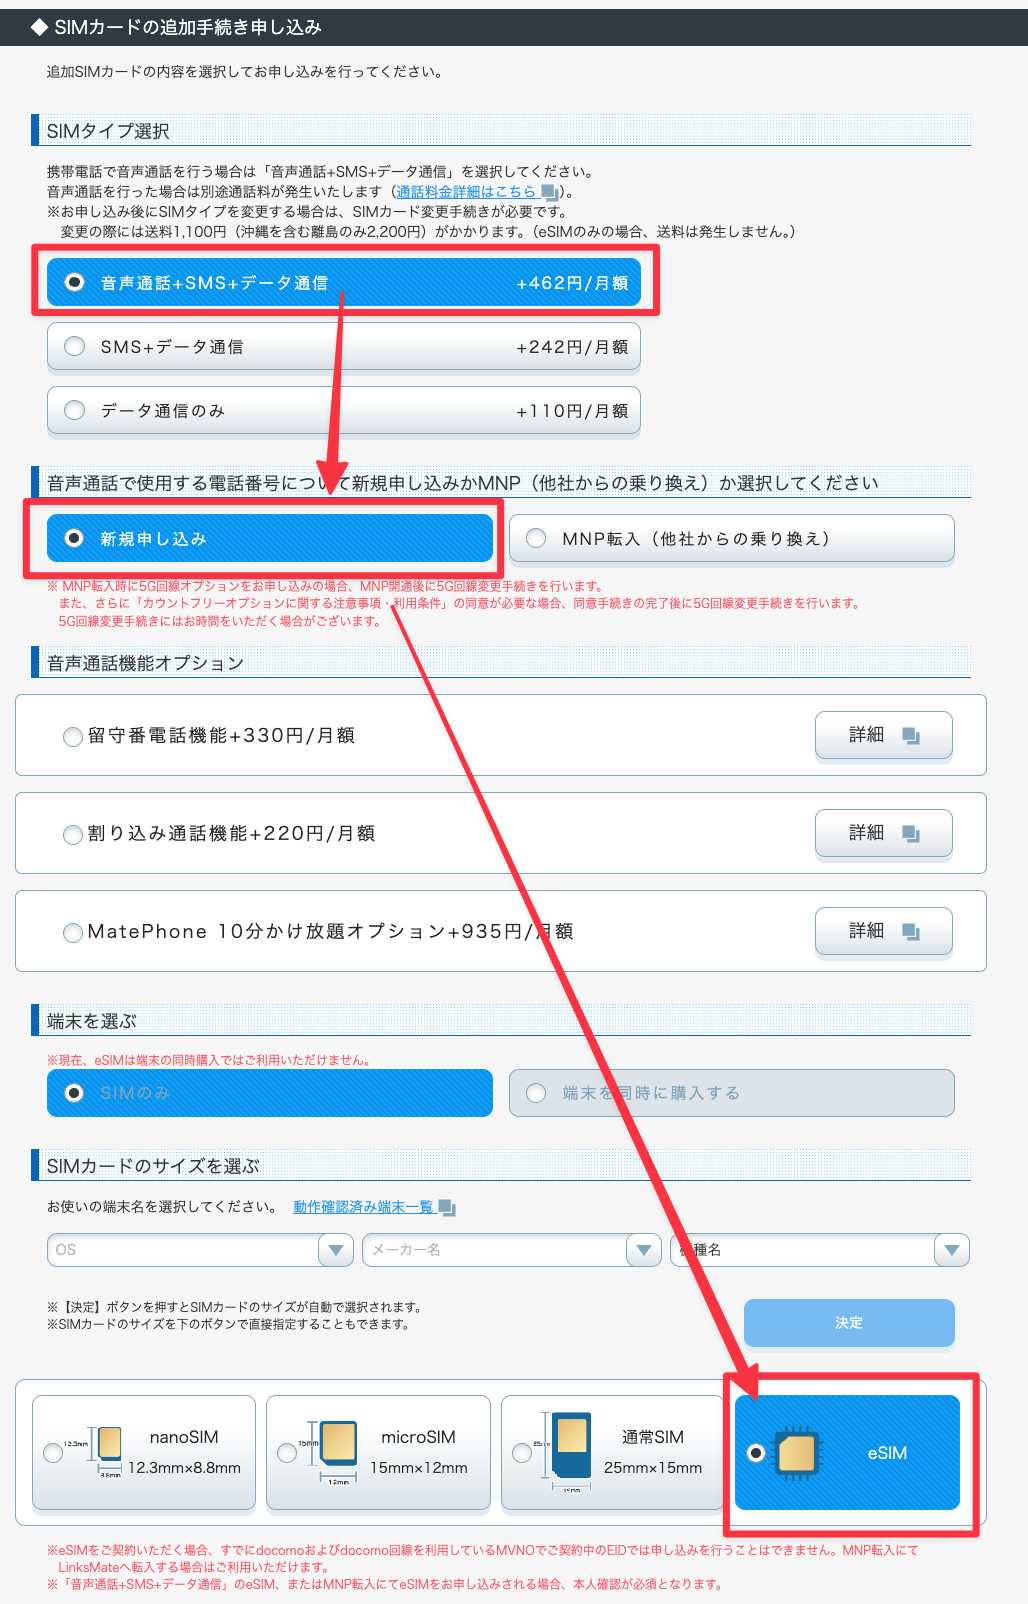 ◆ SIMカードの追加手続き申し込み
追加SIMカードの内容を選択してお申し込みを行ってください。
SIMタイプ選択
携帯電話で音声通話を行う場合は「音声通話+SMS+データ通信」を選択してください。
音声通話を行った場合は別途通話料が発生いたします（通話料金詳細はこちら）。
※お申し込み後にSIMタイプを変更する場合は、SIMカード変更手続きが必要です。
変更の際には送料1,100円（沖縄を含む離島のみ2,200円）がかかります。（eSIMのみの場合、送料は発生しません。）
音声通話+SMS+データ通信 +462円/月額
SMS+データ通信 +242円/月額
データ通信のみ +110円/月額
音声通話で使用する電話番号について新規申し込みかMNP（他社からの乗り換え）か選択してください
新規申し込み MNP転入（他社からの乗り換え）
※ MNP転入時に5G回線オプションをお申し込みの場合、MNP開通後に5G回線変更手続きを行います。
また、さらに「カウントフリーオプションに関する注意事項・利用条件」の同意が必要な場合、同意手続きの完了後に5G回線変更手続きを行います。
5G回線変更手続きにはお時間をいただく場合がございます。
音声通話機能オプション
留守番電話機能+330円/月額 詳細
割り込み通話機能+220円/月額 詳細
MatePhone 10分かけ放題オプション+935円/月額 詳細
端末を選ぶ
※現在、eSIMは端末の同時購入ではご利用いただけません。
SIMのみ 端末を同時に購入する
SIMカードのサイズを選ぶ
お使いの端末名を選択してください。 動作確認済み端末一覧
OS メーカー名 機種名
※【決定】ボタンを押すとSIMカードのサイズが自動で選択されます。
※SIMカードのサイズを下のボタンで直接指定することもできます。
決定
12.3mm 8.8mm nanoSIM
12.3mm×8.8mm
15mm 12mm microSIM
15mm×12mm
25mm 15mm 通常SIM
25mm×15mm
eSIM
※eSIMをご契約いただく場合、すでにdocomoおよびdocomo回線を利用しているMVNOでご契約中のEIDでは申し込みを行うことはできません。MNP転入にて
LinksMateへ転入する場合はご利用いただけます。
※「音声通話+SMS+データ通信」のeSIM、またはMNP転入にてeSIMをお申し込みされる場合、本人確認が必須となります。